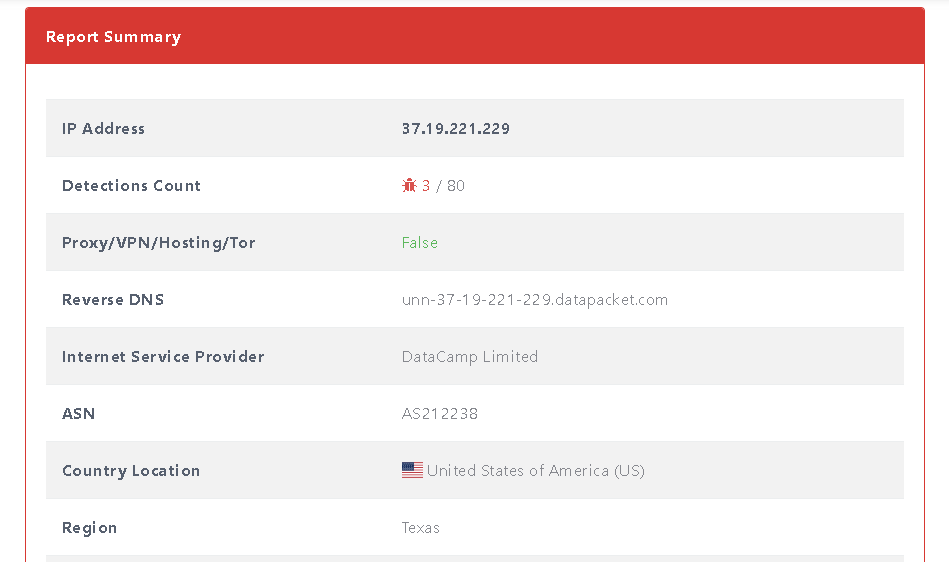 Report Summary
IP Address 37.19.221.229
Detections Count 3 / 80
Proxy/VPN/Hosting/Tor False
Reverse DNS unn-37-19-221-229.datapacket.com
Internet Service Provider DataCamp Limited
ASN AS212238
Country Location United States of America (US)
Region Texas